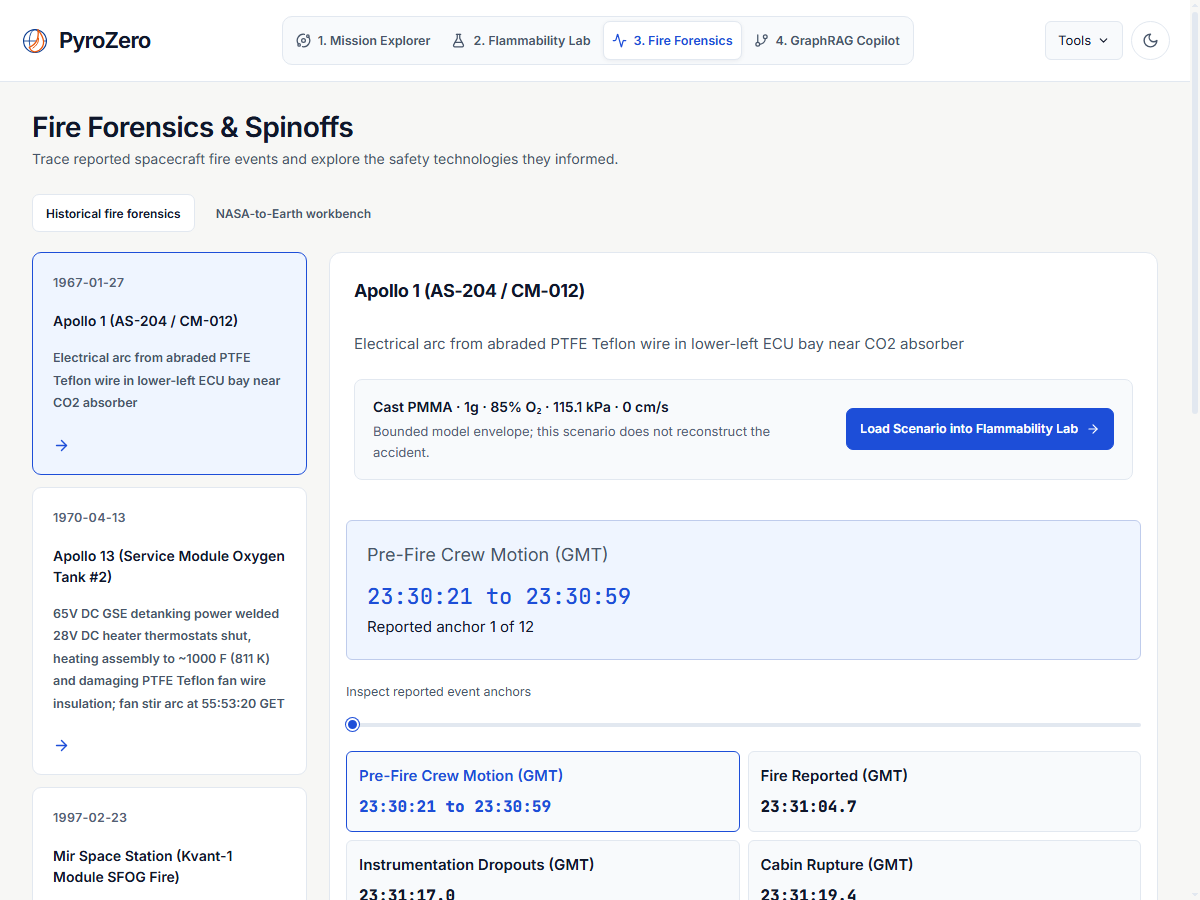 PyroZero
1. Mission Explorer
2. Flammability Lab
3. Fire Forensics
4. GraphRAG Copilot
Tools
Fire Forensics & Spinoffs
Trace reported spacecraft fire events and explore the safety technologies they informed.
Historical fire forensics
NASA-to-Earth workbench
1967-01-27
Apollo 1 (AS-204 / CM-012)
Electrical arc from abraded PTFE
Teflon wire in lower-left ECU bay near
CO2 absorber
1970-04-13
Apollo 13 (Service Module Oxygen
Tank #2)
65V DC GSE detanking power welded
28V DC heater thermostats shut,
heating assembly to ~1000 F (811 K)
and damaging PTFE Teflon fan wire
insulation; fan stir arc at 55:53:20 GET
1997-02-23
Mir Space Station (Kvant-1
Module SFOG Fire)
Apollo 1 (AS-204 / CM-012)
Electrical arc from abraded PTFE Teflon wire in lower-left ECU bay near CO2 absorber
Cast PMMA · 1g · 85% O₂ · 115.1 kPa · 0 cm/s
Bounded model envelope; this scenario does not reconstruct the
accident.
Load Scenario into Flammability Lab
Pre-Fire Crew Motion (GMT)
23:30:21 to 23:30:59
Reported anchor 1 of 12
Inspect reported event anchors
Pre-Fire Crew Motion (GMT)
23:30:21 to 23:30:59
Fire Reported (GMT)
23:31:04.7
Instrumentation Dropouts (GMT)
23:31:17.0
Cabin Rupture (GMT)
23:31:19.4